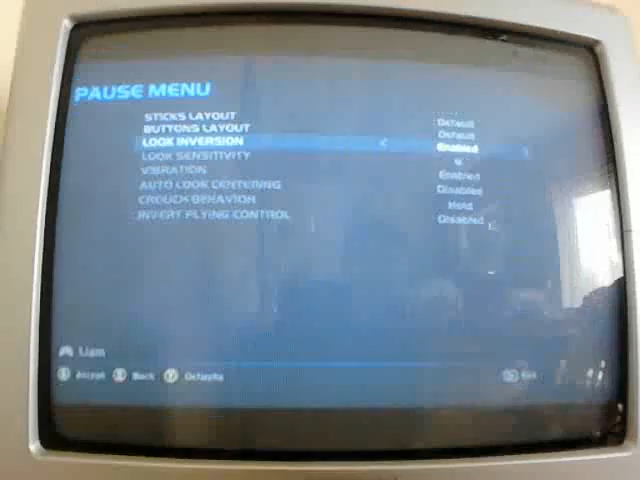 PAUSE MENU
STICKS LAYOUT Default
BUTTONS LAYOUT Default
LOOK INVERSION < Enabled
LOOK SENSITIVITY
VIBRATION Enabled
AUTO LOOK CENTERING Disabled
CROUCH BEHAVIOR Hold
INVERT FLYING CONTROL Disabled
Liam
Accept Back Y Defaults